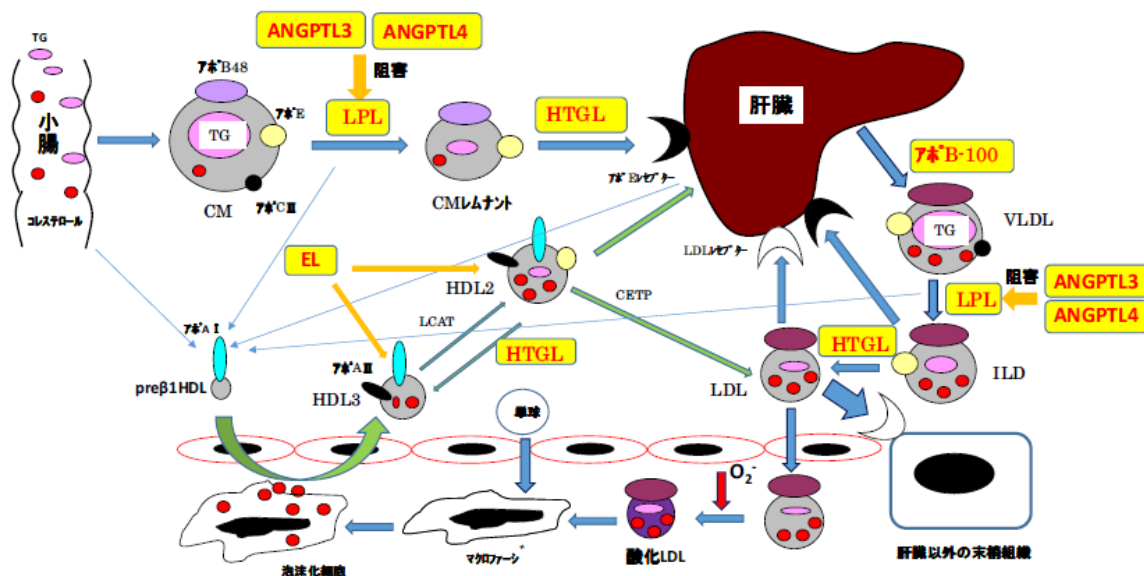 TG
ANGPTL3
ANGPTL4
阻害
アポB48
アポE
LPL
HTGL
肝臓
小腸
TG
アポCⅢ
CM
CMレムナント
アポEレセプター
アポB-100
VLDL
TG
コレステロール
EL
HDL2
LDLレセプター
阻害
ANGPTL3
ANGPTL4
LPL
CETP
LCAT
HTGL
HTGL
アポAⅠ
アポAⅡ
preβ1HDL
HDL3
LDL
ILD
単球
O2-
泡沫化細胞
マクロファージ
酸化LDL
肝臓以外の末梢組織